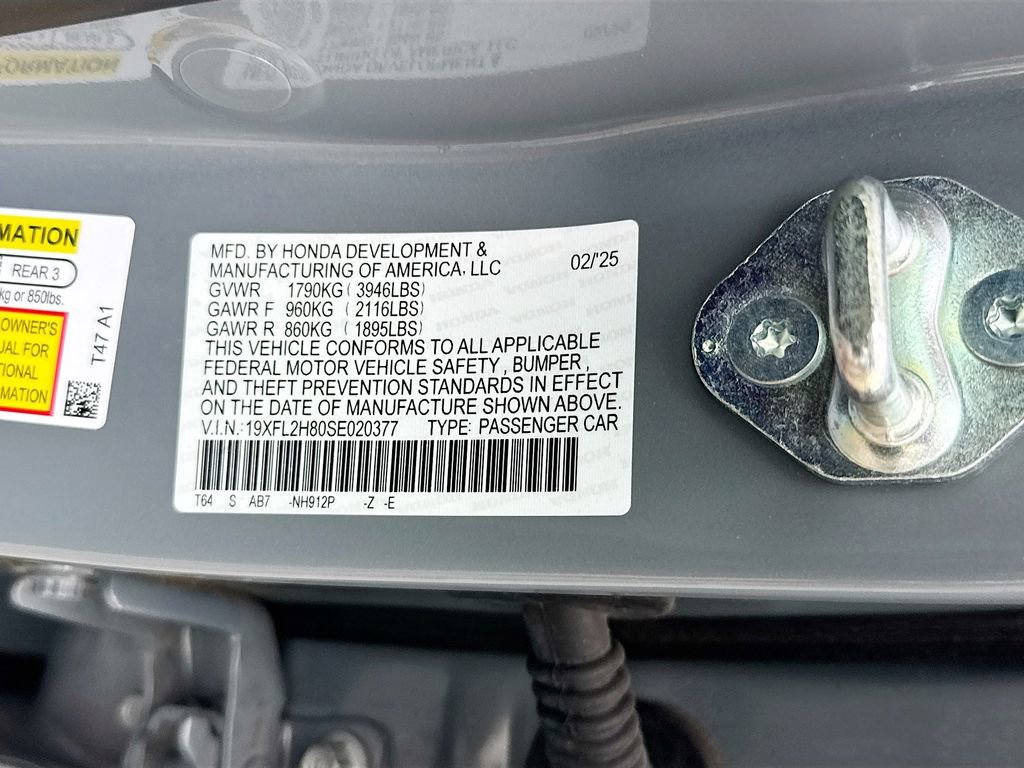 MATION
REAR 3
kg or 850lbs.
OWNER'S
UAL FOR
TIONAL
MATION
T47 A1
MFD. BY HONDA DEVELOPMENT &
MANUFACTURING OF AMERICA, LLC 02/'25
GVWR 1790KG ( 3946LBS)
GAWR F 960KG ( 2116LBS)
GAWR R 860KG ( 1895LBS)
THIS VEHICLE CONFORMS TO ALL APPLICABLE
FEDERAL MOTOR VEHICLE SAFETY , BUMPER ,
AND THEFT PREVENTION STANDARDS IN EFFECT
ON THE DATE OF MANUFACTURE SHOWN ABOVE.
V.I.N.:19XFL2H80SE020377 TYPE: PASSENGER CAR
T64 S AB7 -NH912P -Z -E